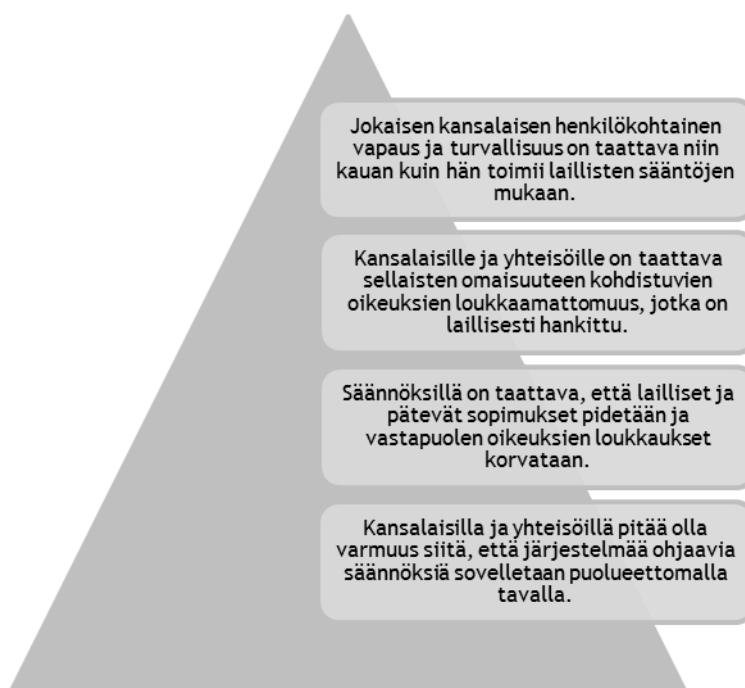 Jokaisen kansalaisen henkilökohtainen
vapaus ja turvallisuus on taattava niin
kauan kuin hän toimii laillisten sääntöjen
mukaan.
Kansalaisille ja yhteisöille on taattava
sellaisten omaisuuteen kohdistuvien
oikeuksien loukkaamattomuus, jotka on
laillisesti hankittu.
Säännöksillä on taattava, että lailliset ja
pätevät sopimukset pidetään ja
vastapuolen oikeuksien loukkaukset
korvataan.
Kansalaisilla ja yhteisöillä pitää olla
varmuus siitä, että järjestelmää ohjaavia
säännöksiä sovelletaan puolueettomalla
tavalla.